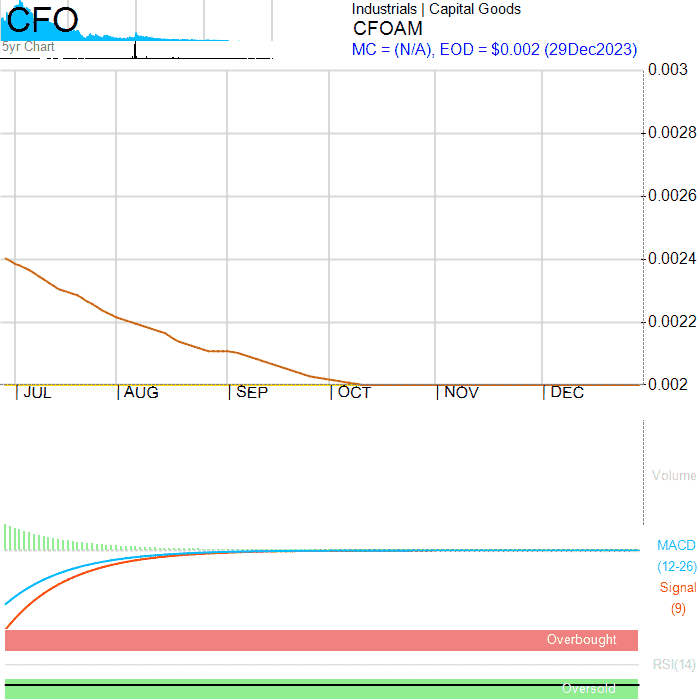 CFO
5yr Chart
Industrials | Capital Goods
CFOAM
MC = (N/A), EOD = $0.002 (29Dec2023)
0.003
0.0028
0.0026
0.0024
0.0022
0.002
JUL AUG SEP OCT NOV DEC
Volume
MACD
(12-26)
Signal
(9)
Overbought
RSI(14)
Oversold